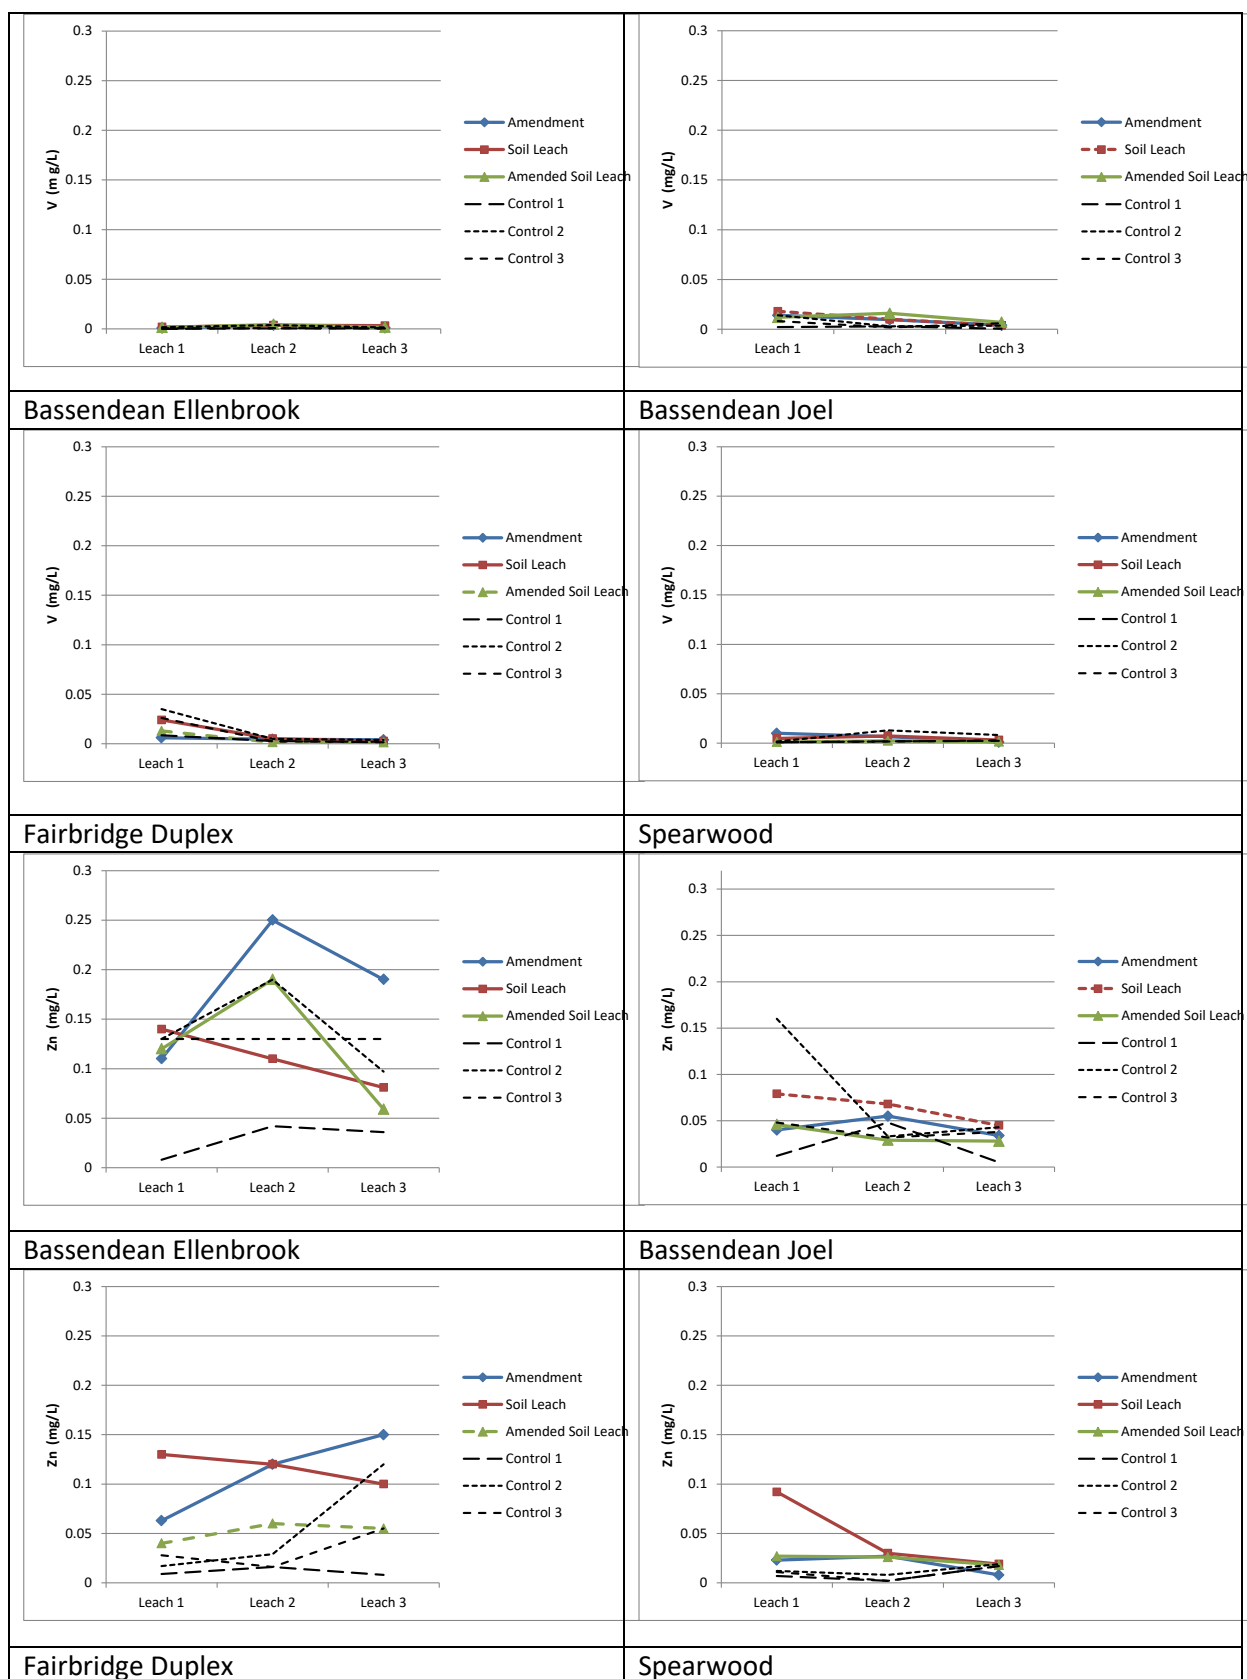 0.3
0.25
0.2
0.15
0.1
0.05
0
V (m g/L)
Leach 1 Leach 2 Leach 3
Amendment
Soil Leach
Amended Soil Leach
Control 1
Control 2
Control 3
0.3
0.25
0.2
0.15
0.1
0.05
0
V (mg/L)
Leach 1 Leach 2 Leach 3
Amendment
Soil Leach
Amended Soil Leach
Control 1
Control 2
Control 3
Bassendean Ellenbrook
Bassendean Joel
0.3
0.25
0.2
0.15
0.1
0.05
0
V (mg/L)
Leach 1 Leach 2 Leach 3
Amendment
Soil Leach
Amended Soil Leach
Control 1
Control 2
Control 3
0.3
0.25
0.2
0.15
0.1
0.05
0
V (mg/L)
Leach 1 Leach 2 Leach 3
Amendment
Soil Leach
Amended Soil Leach
Control 1
Control 2
Control 3
Fairbridge Duplex
Spearwood
0.3
0.25
0.2
0.15
0.1
0.05
0
Zn (mg/L)
Leach 1 Leach 2 Leach 3
Amendment
Soil Leach
Amended Soil Leach
Control 1
Control 2
Control 3
0.3
0.25
0.2
0.15
0.1
0.05
0
Zn (mg/L)
Leach 1 Leach 2 Leach 3
Amendment
Soil Leach
Amended Soil Leach
Control 1
Control 2
Control 3
Bassendean Ellenbrook
Bassendean Joel
0.3
0.25
0.2
0.15
0.1
0.05
0
Zn (mg/L)
Leach 1 Leach 2 Leach 3
Amendment
Soil Leach
Amended Soil Leach
Control 1
Control 2
Control 3
0.3
0.25
0.2
0.15
0.1
0.05
0
Zn (mg/L)
Leach 1 Leach 2 Leach 3
Amendment
Soil Leach
Amended Soil Leach
Control 1
Control 2
Control 3
Fairbridge Duplex
Spearwood